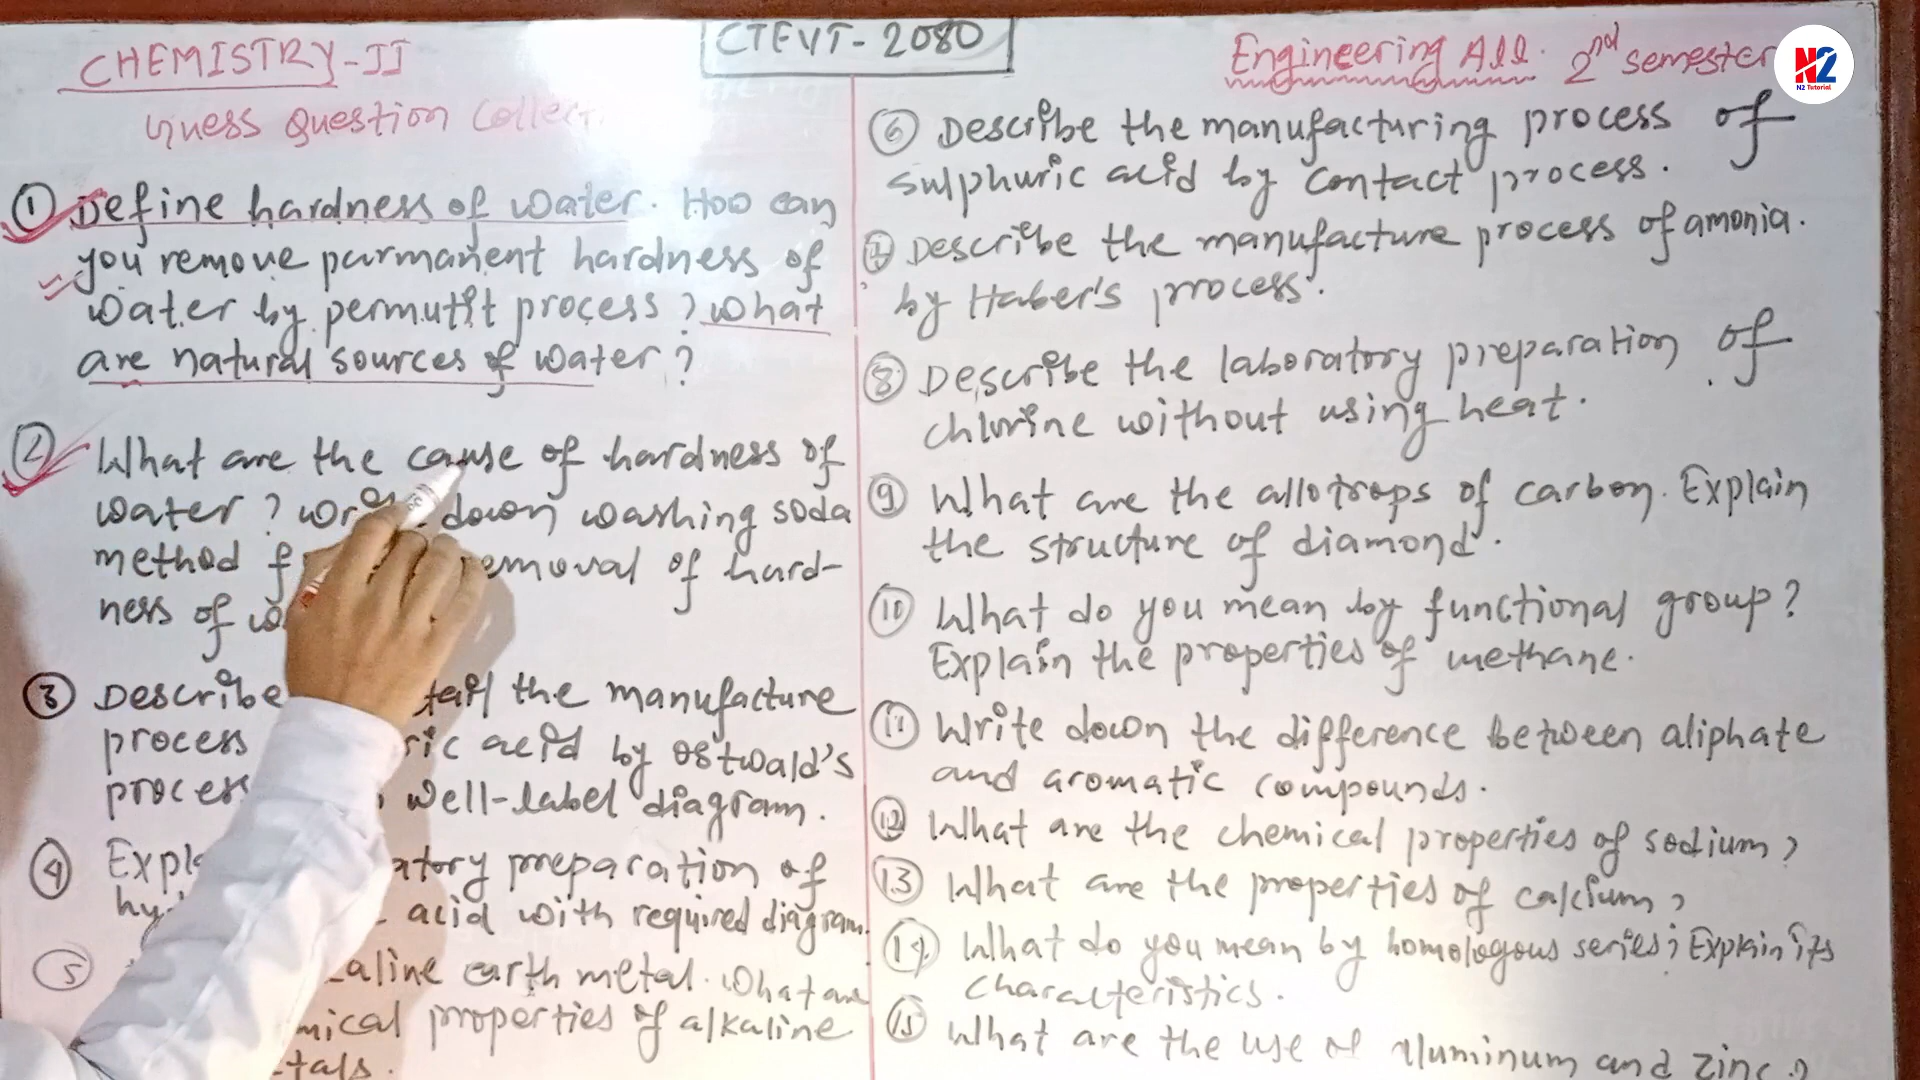 CHEMISTRY-II
Guess Question Collect
CTEVT-2080
Engineering All. 2nd semester
N2
N2 Tutorial
① Define hardness of water. How can
you remove purmanent hardness of
water by permutit process? what
are natural sources of water?
② What are the cause of hardness of
water? down washing soda
method emoval of hard-
ness of
③ Describe the manufacture
process ric acid by ostwald's
process well-label diagram.
④ Expla atory preparation of
hy acid with required diagram.
⑤ aline earth metal. What are
mical properties of alkaline
tals.
⑥ Describe the manufacturing process of
sulphuric acid by contact process.
⑦ Describe the manufacture process of amonia.
by Haber's process.
⑧ Describe the laboratory preparation of
chlorine without using heat.
⑨ What are the allotrops of carbon. Explain
the structure of diamond.
⑩ What do you mean by functional group?
Explain the properties of methane.
⑪ Write down the difference between aliphate
and aromatic compounds.
⑫ What are the chemical properties of sodium?
⑬ What are the properties of calcium?
⑭ What do you mean by homologous series; Explain its
characteristics.
⑮ What are the use of aluminum and zinc?